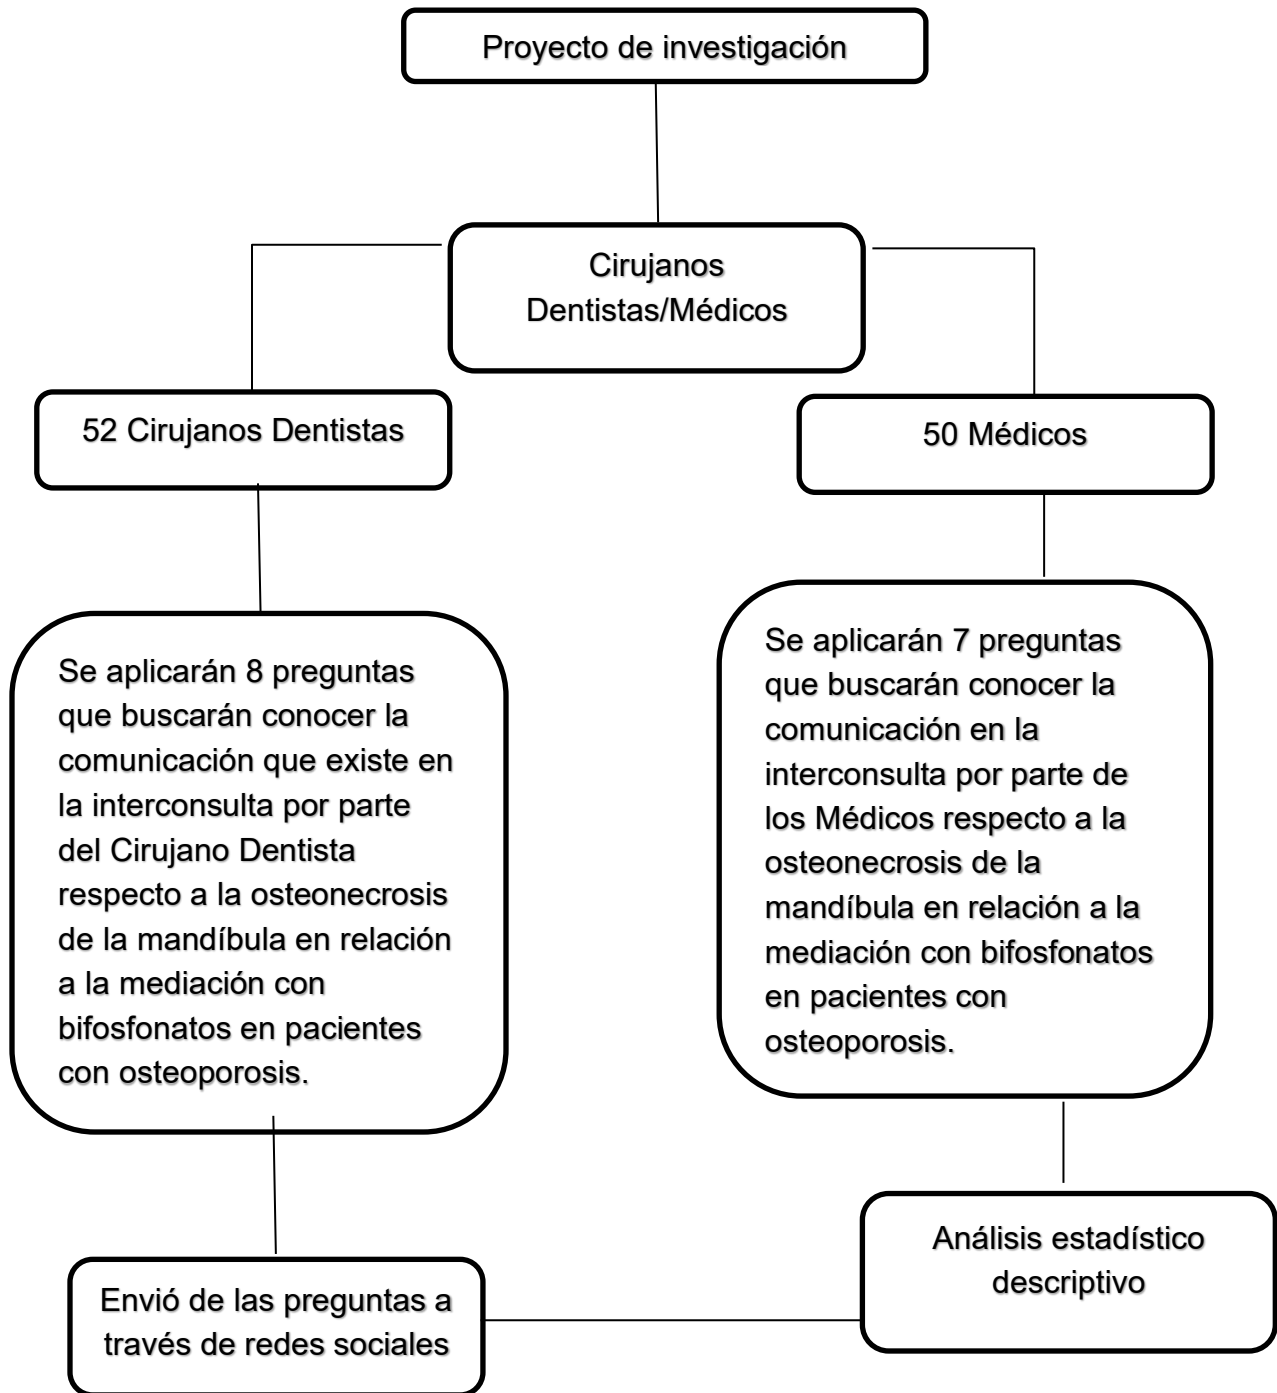 Proyecto de investigación
Cirujanos
Dentistas/Médicos
52 Cirujanos Dentistas
50 Médicos
Se aplicarán 8 preguntas
que buscarán conocer la
comunicación que existe en
la interconsulta por parte
del Cirujano Dentista
respecto a la osteonecrosis
de la mandíbula en relación
a la mediación con
bifosfonatos en pacientes
con osteoporosis.
Se aplicarán 7 preguntas
que buscarán conocer la
comunicación en la
interconsulta por parte de
los Médicos respecto a la
osteonecrosis de la
mandíbula en relación a la
mediación con bifosfonatos
en pacientes con
osteoporosis.
Envió de las preguntas a
través de redes sociales
Análisis estadístico
descriptivo